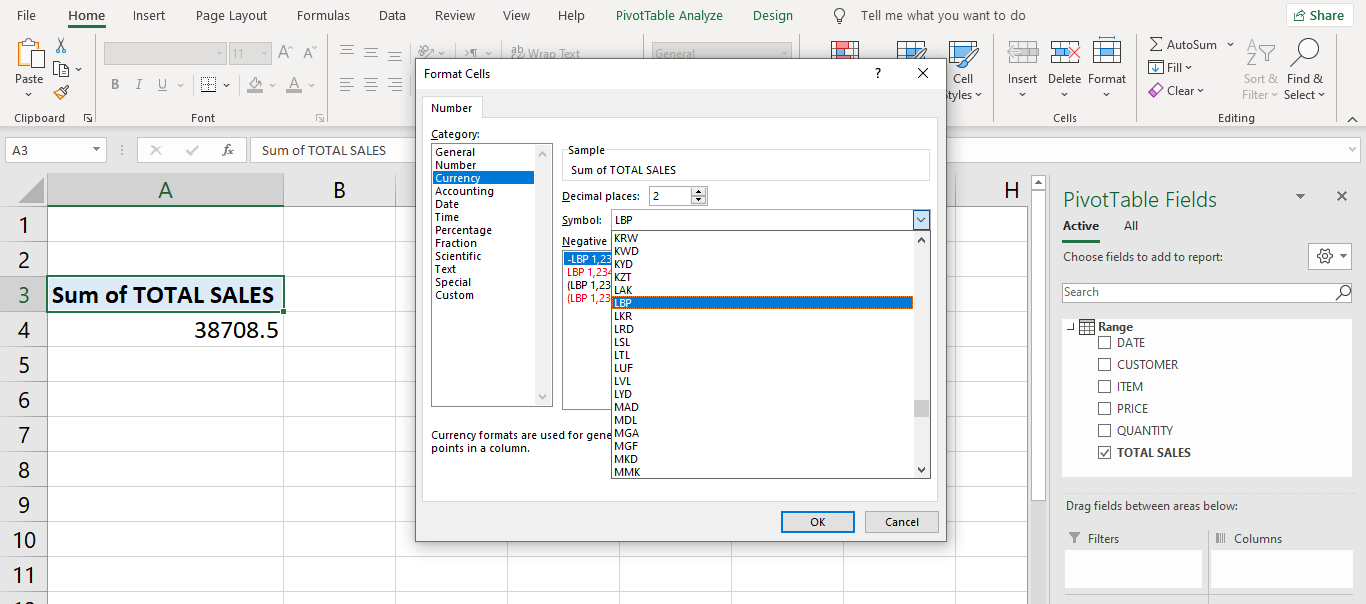 File Home Insert Page Layout Formulas Data Review View Help PivotTable Analyze Design Tell me what you want to do Share
11 A A ab Wrap Text General
Paste B I U A Cell Styles Insert Delete Format AutoSum Fill Clear Sort & Filter Find & Select
Clipboard Font Cells Editing
A3 fx Sum of TOTAL SALES
A B H
1
2
3 Sum of TOTAL SALES
4 38708.5
5
6
7
8
9
10
11
Format Cells ?
Number
Category:
General
Number
Currency
Accounting
Date
Time
Percentage
Fraction
Scientific
Text
Special
Custom
Sample
Sum of TOTAL SALES
Decimal places: 2
Symbol: LBP
Negative
-LBP 1,23
LBP 1,234
(LBP 1,23
(LBP 1,23
KRW
KWD
KYD
KZT
LAK
LBP
LKR
LRD
LSL
LTL
LUF
LVL
LYD
MAD
MDL
MGA
MGF
MKD
MMK
Currency formats are used for gene
points in a column.
OK Cancel
PivotTable Fields
Active All
Choose fields to add to report:
Search
Range
DATE
CUSTOMER
ITEM
PRICE
QUANTITY
TOTAL SALES
Drag fields between areas below:
Filters Columns